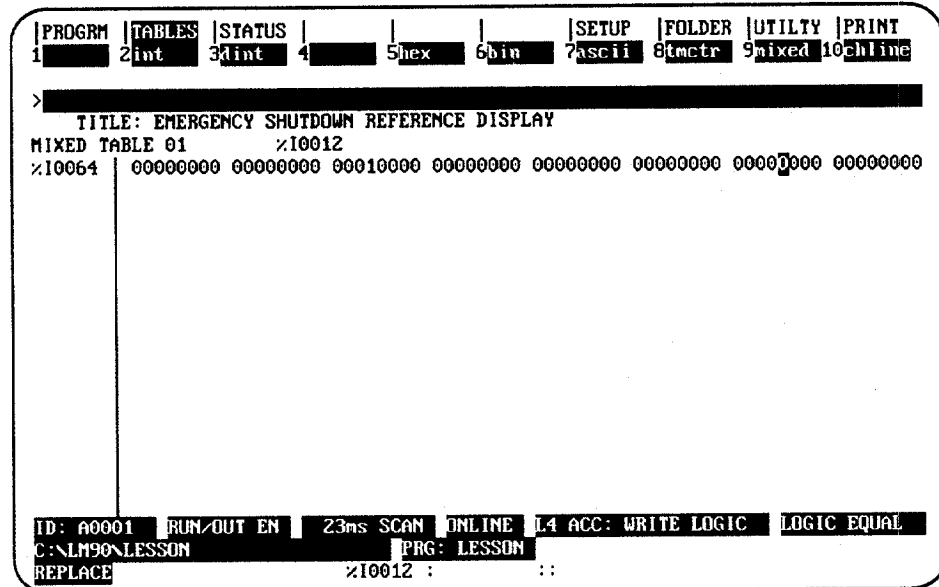 |PROGRM |TABLES |STATUS | | | |SETUP |FOLDER |UTILTY |PRINT
1 2int 3dint 4 5hex 6bin 7ascii 8tmctr 9mixed 10chline
>
TITLE: EMERGENCY SHUTDOWN REFERENCE DISPLAY
MIXED TABLE 01 %I0012
%I0064 00000000 00000000 00010000 00000000 00000000 00000000 00000000 00000000
ID: A0001 RUN/OUT EN 23ms SCAN ONLINE L4 ACC: WRITE LOGIC LOGIC EQUAL
C:\LM90\LESSON PRG: LESSON
REPLACE %I0012 : ::